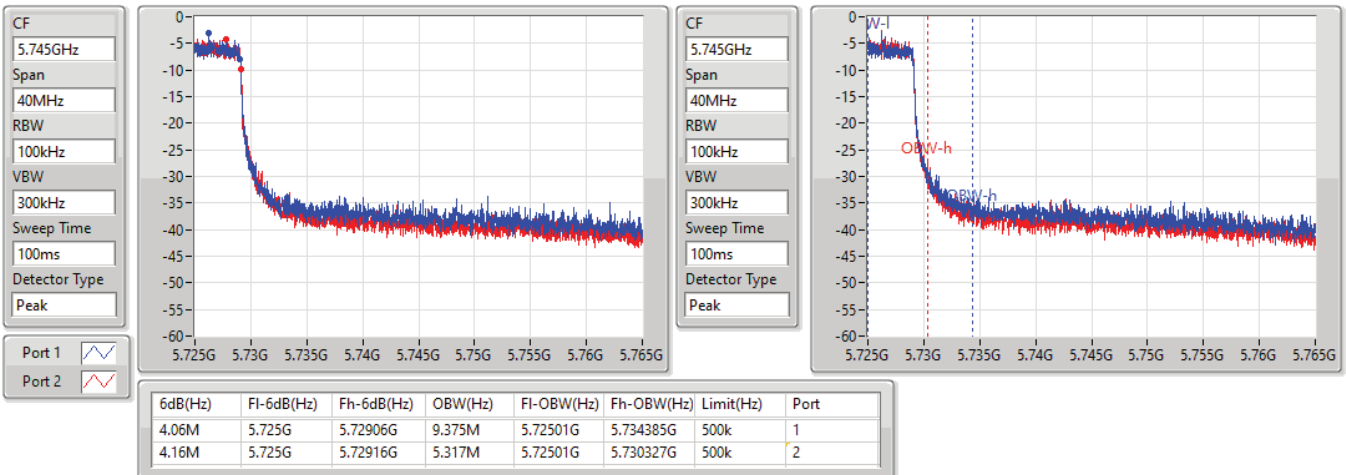 CF
5.745GHz
Span
40MHz
RBW
100kHz
VBW
300kHz
Sweep Time
100ms
Detector Type
Peak
Port 1
Port 2
0
-5
-10
-15
-20
-25
-30
-35
-40
-45
-50
-55
-60
5.725G 5.73G 5.735G 5.74G 5.745G 5.75G 5.755G 5.76G 5.765G
CF
5.745GHz
Span
40MHz
RBW
100kHz
VBW
300kHz
Sweep Time
100ms
Detector Type
Peak
0
-5
-10
-15
-20
-25
-30
-35
-40
-45
-50
-55
-60
W-l
OBW-h
OBW-h
5.725G 5.73G 5.735G 5.74G 5.745G 5.75G 5.755G 5.76G 5.765G
6dB(Hz) Fl-6dB(Hz) Fh-6dB(Hz) OBW(Hz) Fl-OBW(Hz) Fh-OBW(Hz) Limit(Hz) Port
4.06M 5.725G 5.72906G 9.375M 5.72501G 5.734385G 500k 1
4.16M 5.725G 5.72916G 5.317M 5.72501G 5.730327G 500k 2